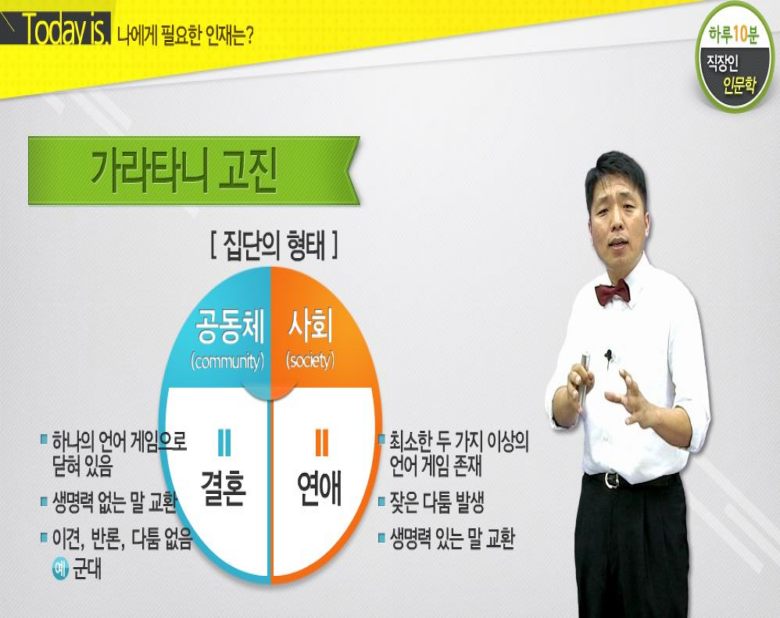 Today is. 나에게 필요한 인재는?
하루10분
직장인
인문학
가라타니 고진
[ 집단의 형태 ]
공동체
(community)
사회
(society)
=
결혼
=
연애
하나의 언어 게임으로
닫혀 있음
생명력 없는 말 교환
이견, 반론, 다툼 없음
예 군대
최소한 두 가지 이상의
언어 게임 존재
잦은 다툼 발생
생명력 있는 말 교환